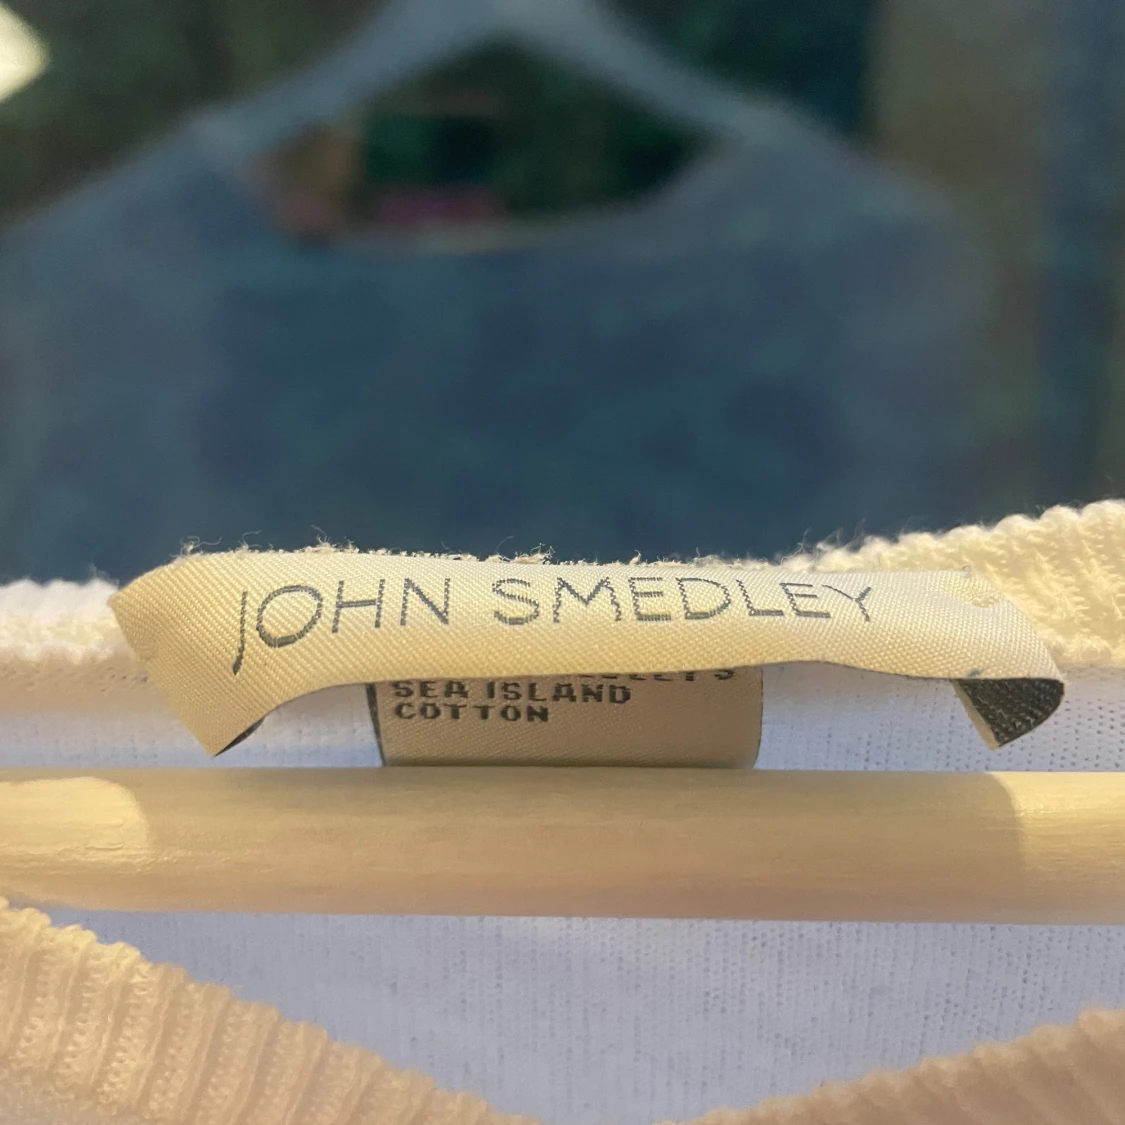 JOHN SMEDLEY
SEA ISLAND
COTTON